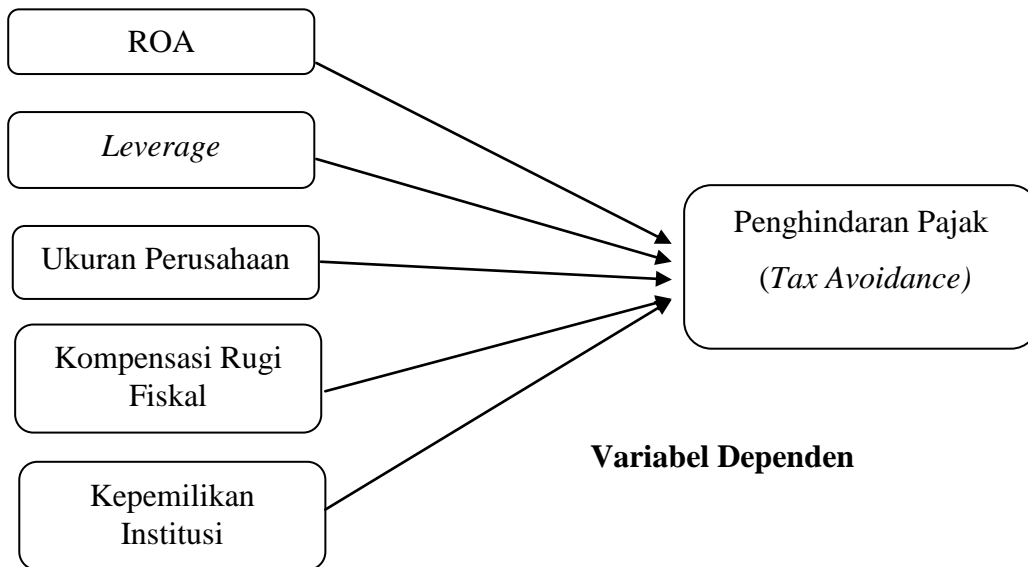 ROA
Leverage
Ukuran Perusahaan
Kompensasi Rugi
Fiskal
Kepemilikan
Institusi
Penghindaran Pajak
(Tax Avoidance)
Variabel Dependen